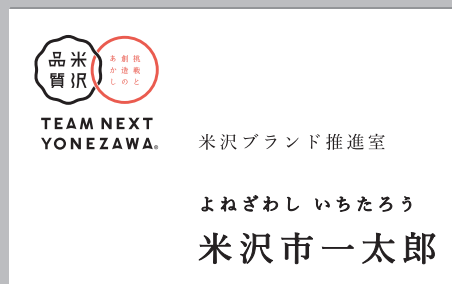 米沢
品質
挑戦と
創造の
あかし
TEAM NEXT
YONEZAWA®
米沢ブランド推進室
よねざわし いちたろう
米沢市一太郎